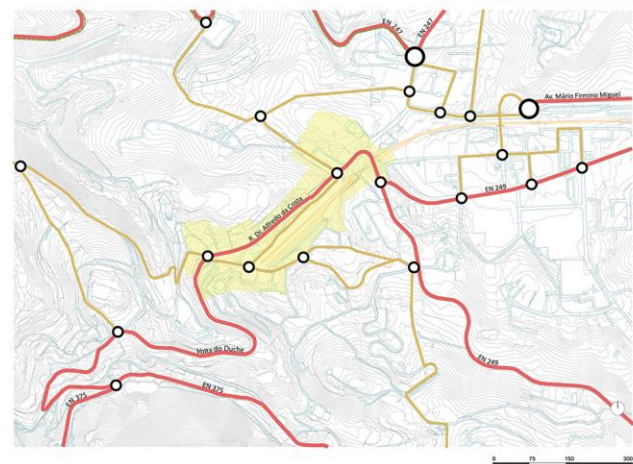 EN 247
EN 247
Av. Mário Firmino Miguel
R. Dr. Alfredo da Costa
EN 249
Volta do Duche
EN 249
EN 375
EN 375
0 75 150 300